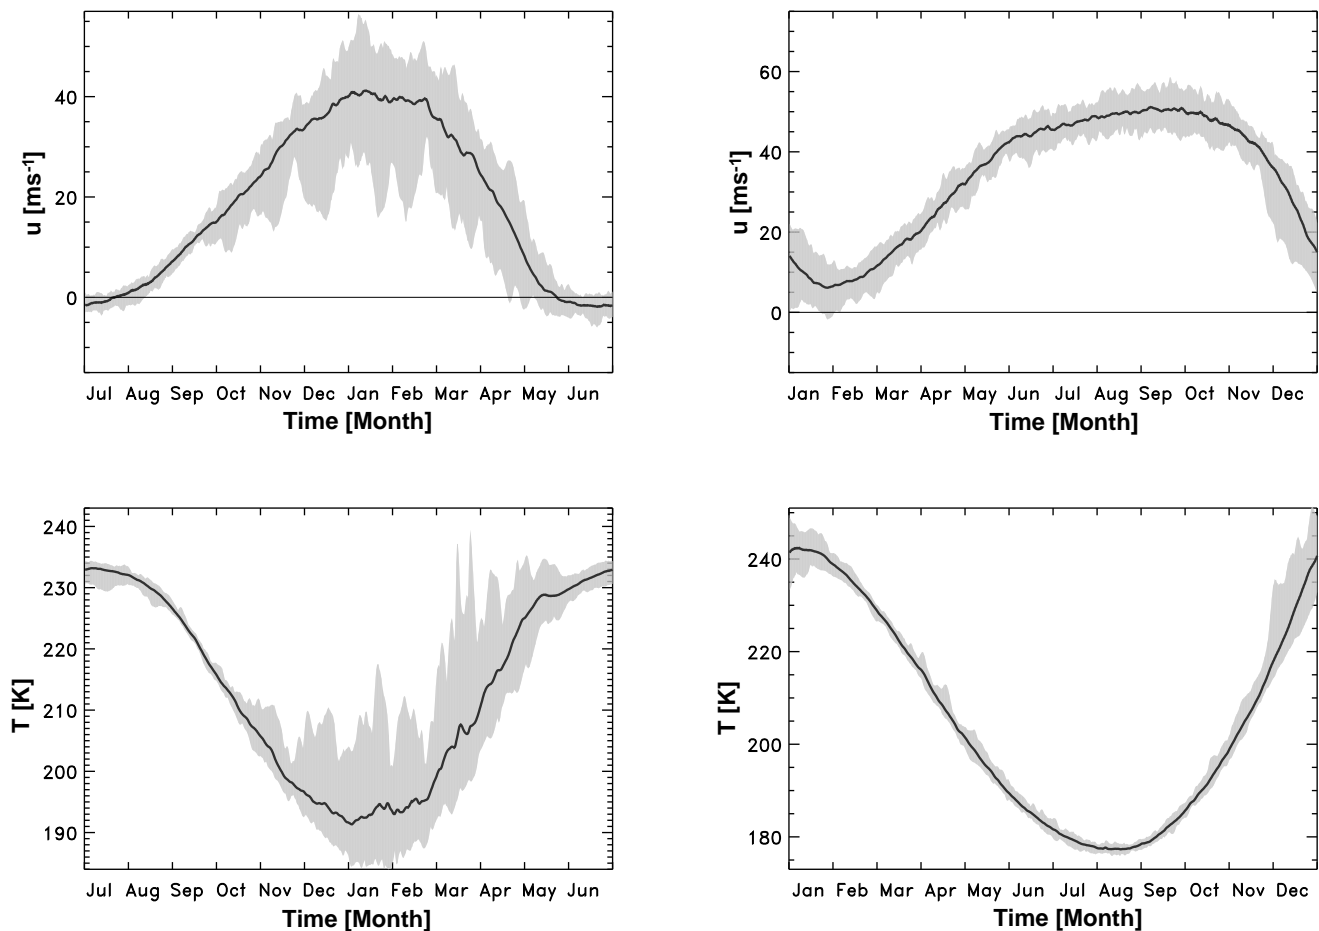 40
20
0
u [ms-1]
Jul Aug Sep Oct Nov Dec Jan Feb Mar Apr May Jun
Time [Month]
60
40
20
0
u [ms-1]
Jan Feb Mar Apr May Jun Jul Aug Sep Oct Nov Dec
Time [Month]
240
230
220
210
200
190
T [K]
Jul Aug Sep Oct Nov Dec Jan Feb Mar Apr May Jun
Time [Month]
240
220
200
180
T [K]
Jan Feb Mar Apr May Jun Jul Aug Sep Oct Nov Dec
Time [Month]